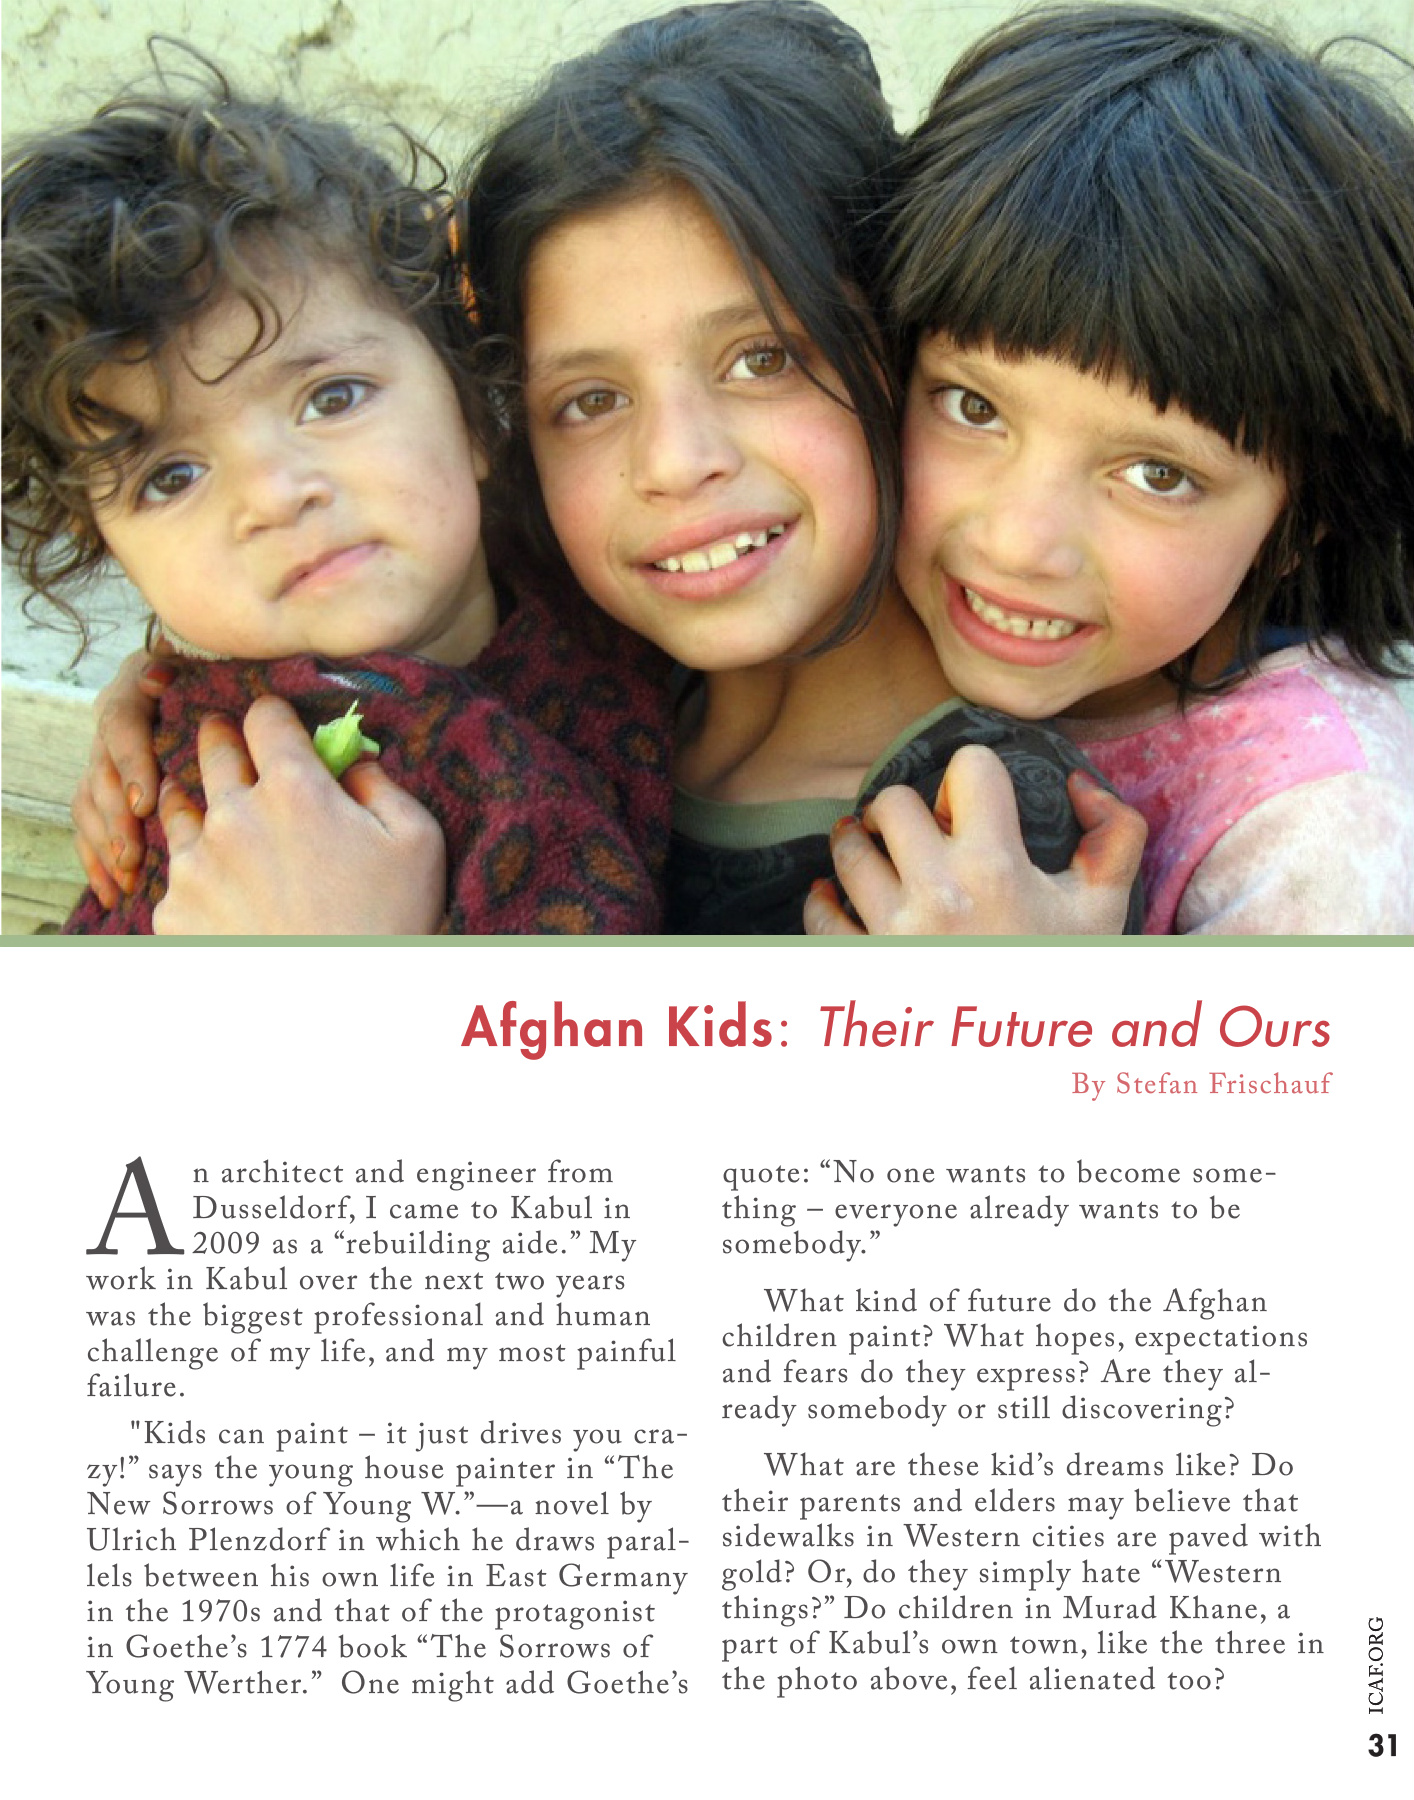 Afghan Kids: Their Future and Ours
By Stefan Frischauf
An architect and engineer from
Dusseldorf, I came to Kabul in
2009 as a “rebuilding aide.” My
work in Kabul over the next two years
was the biggest professional and human
challenge of my life, and my most painful
failure.
"Kids can paint – it just drives you cra-
zy!” says the young house painter in “The
New Sorrows of Young W.”—a novel by
Ulrich Plenzdorf in which he draws paral-
lels between his own life in East Germany
in the 1970s and that of the protagonist
in Goethe’s 1774 book “The Sorrows of
Young Werther.” One might add Goethe’s
quote: “No one wants to become some-
thing – everyone already wants to be
somebody.”
What kind of future do the Afghan
children paint? What hopes, expectations
and fears do they express? Are they al-
ready somebody or still discovering?
What are these kid’s dreams like? Do
their parents and elders may believe that
sidewalks in Western cities are paved with
gold? Or, do they simply hate “Western
things?” Do children in Murad Khane, a
part of Kabul’s own town, like the three in
the photo above, feel alienated too?
ICAF.ORG
31